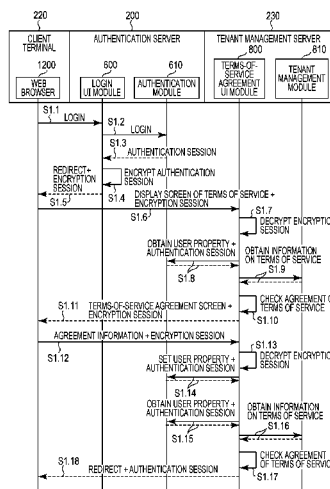 220
200
230
CLIENT TERMINAL
AUTHENTICATION SERVER
TENANT MANAGEMENT SERVER
1200
600
610
800
810
WEB BROWSER
LOGIN UI MODULE
AUTHENTICATION MODULE
TERMS-OF-SERVICE AGREEMENT UI MODULE
TENANT MANAGEMENT MODULE
S1.1
LOGIN
S1.2
LOGIN
S1.3
AUTHENTICATION SESSION
REDIRECT+
ENCRYPTION
SESSION
S1.5
ENCRYPT AUTHENTICATION
SESSION
S1.4
DISPLAY SCREEN OF TERMS OF SERVICE +
ENCRYPTION SESSION
S1.6
S1.7
DECRYPT ENCRYPTION
SESSION
OBTAIN USER PROPERTY +
AUTHENTICATION SESSION
S1.8
OBTAIN INFORMATION
ON TERMS OF SERVICE
S1.9
S1.11
TERMS-OF-SERVICE AGREEMENT SCREEN +
ENCRYPTION SESSION
CHECK AGREEMENT O
TERMS OF SERVICE
S1.10
AGREEMENT INFORMATION + ENCRYPTION SESSION
S1.12
S1.13
DECRYPT ENCRYPTION
SESSION
SET USER PROPERTY +
AUTHENTICATION SESSION
S1.14
OBTAIN USER PROPERTY +
AUTHENTICATION SESSION
S1.15
OBTAIN INFORMATION
ON TERMS OF SERVICE
S1.16
S1.18
REDIRECT + AUTHENTICATION SESSION
CHECK AGREEMENT
OF TERMS OF SERVICE
S1.17